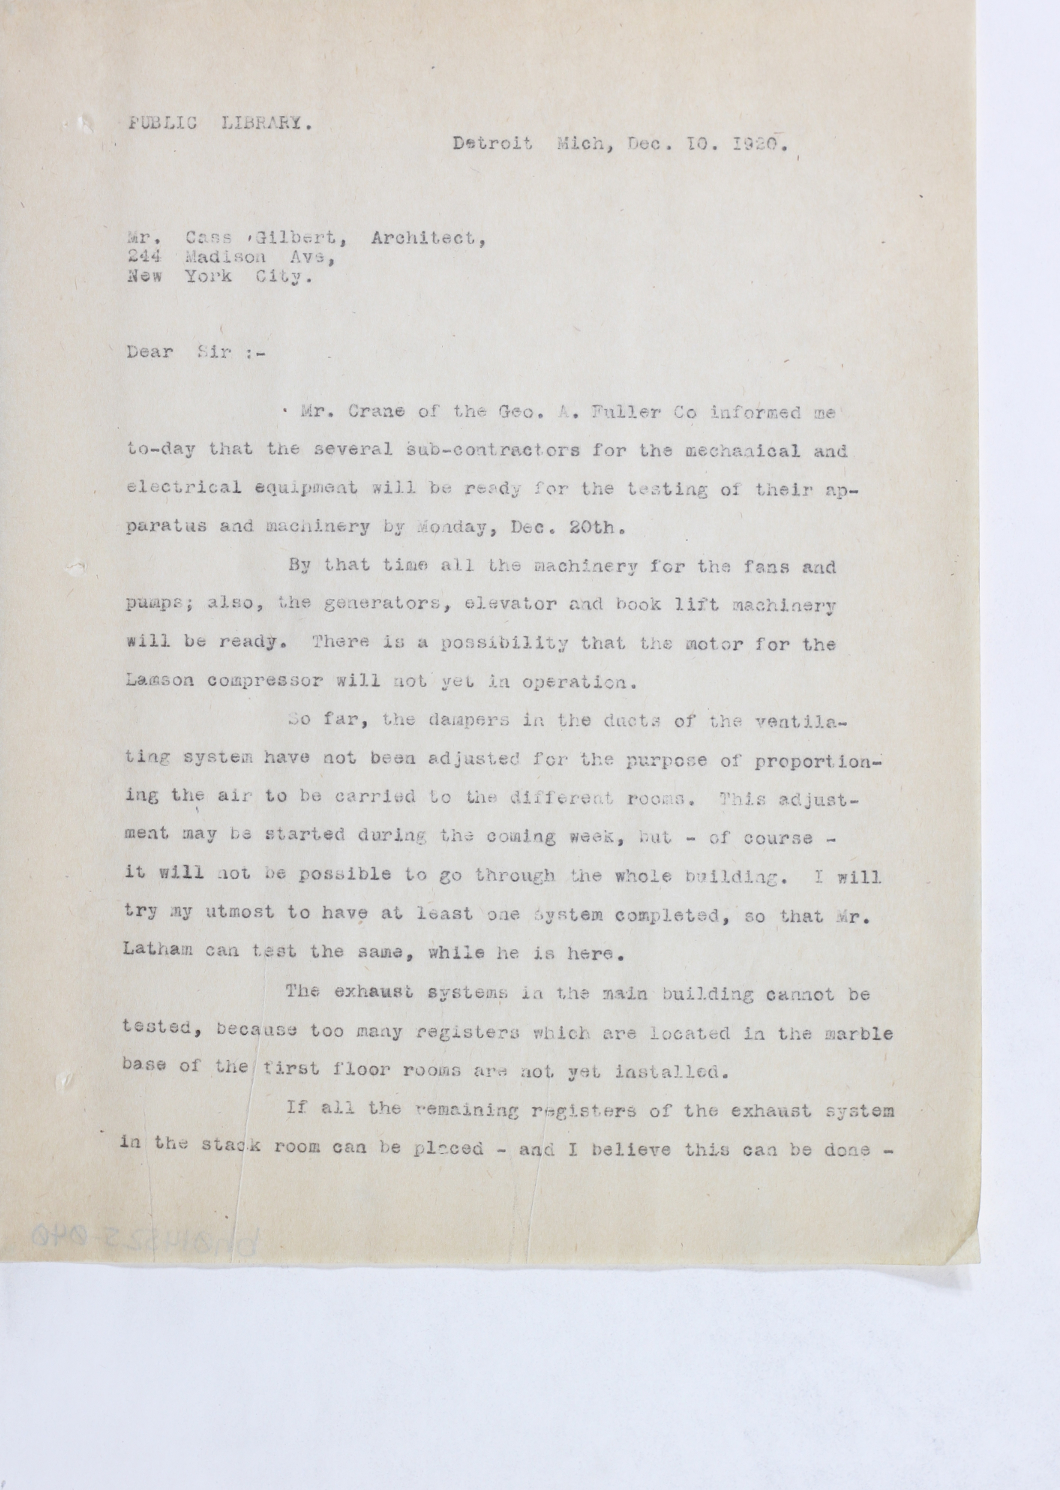 PUBLIC LIBRARY.
Detroit Mich, Dec. 10. 1920.
Mr. Cass Gilbert, Architect,
244 Madison Ave,
New York City.
Dear Sir :-
Mr. Crane of the Geo. A. Fuller Co informed me
to-day that the several sub-contractors for the mechanical and
electrical equipment will be ready for the testing of their ap-
paratus and machinery by Monday, Dec. 20th.
By that time all the machinery for the fans and
pumps; also, the generators, elevator and book lift machinery
will be ready. There is a possibility that the motor for the
Lamson compressor will not yet in operation.
So far, the dampers in the ducts of the ventila-
ting system have not been adjusted for the purpose of proportion-
ing the air to be carried to the different rooms. This adjust-
ment may be started during the coming week, but - of course -
it will not be possible to go through the whole building. I will
try my utmost to have at least one system completed, so that Mr.
Latham can test the same, while he is here.
The exhaust systems in the main building cannot be
tested, because too many registers which are located in the marble
base of the first floor rooms are not yet installed.
If all the remaining registers of the exhaust system
in the stack room can be placed - and I believe this can be done -